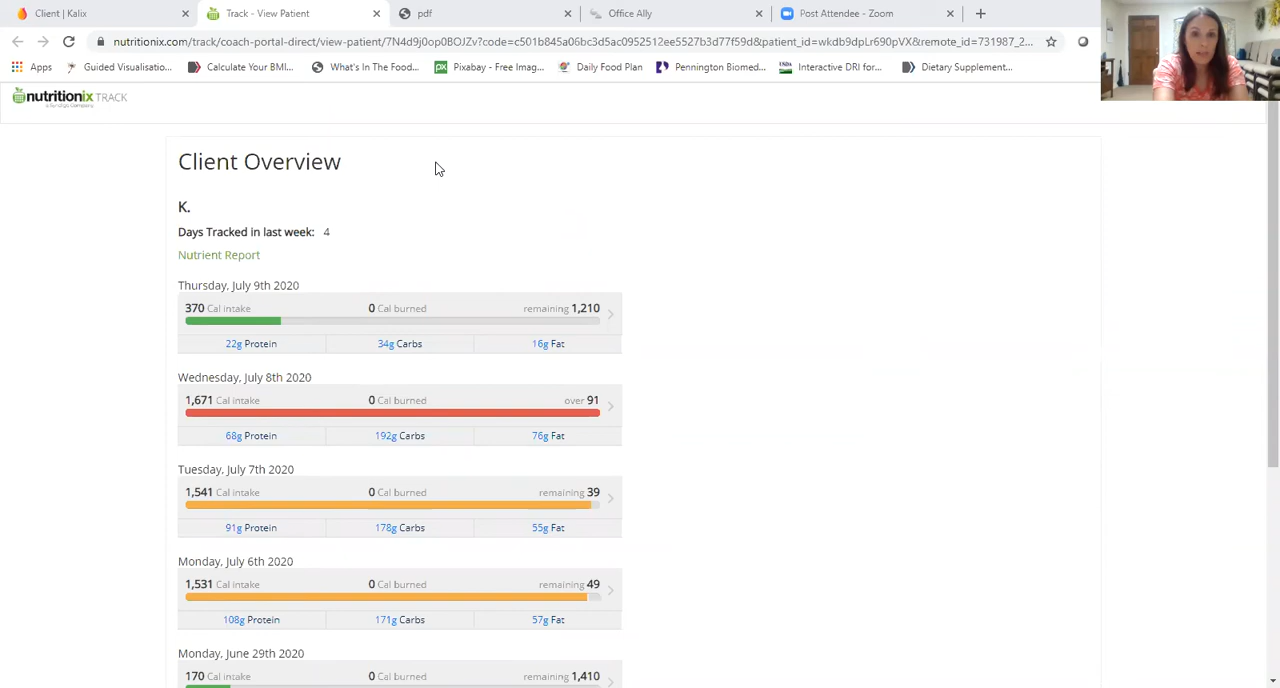 Client | Kalix
Track - View Patient
pdf
Office Ally
Post Attendee - Zoom
nutritionix.com/track/coach-portal-direct/view-patient/7N4d9j0op0BOJZv?code=c501b845a06bc3d5ac0952512ee5527b3d77f59d&patient_id=wkdb9dpLr690pVX&remote_id=731987_2...
Apps
Guided Visualisatio...
Calculate Your BMI...
What's In The Food...
Pixabay - Free Imag...
Daily Food Plan
Pennington Biomed...
Interactive DRI for...
Dietary Supplement...
nutritionix TRACK
Client Overview
K.
Days Tracked in last week: 4
Nutrient Report
Thursday, July 9th 2020
370 Cal intake 0 Cal burned remaining 1,210
22g Protein 34g Carbs 16g Fat
Wednesday, July 8th 2020
1,671 Cal intake 0 Cal burned over 91
68g Protein 192g Carbs 76g Fat
Tuesday, July 7th 2020
1,541 Cal intake 0 Cal burned remaining 39
91g Protein 178g Carbs 55g Fat
Monday, July 6th 2020
1,531 Cal intake 0 Cal burned remaining 49
108g Protein 171g Carbs 57g Fat
Monday, June 29th 2020
170 Cal intake 0 Cal burned remaining 1,410